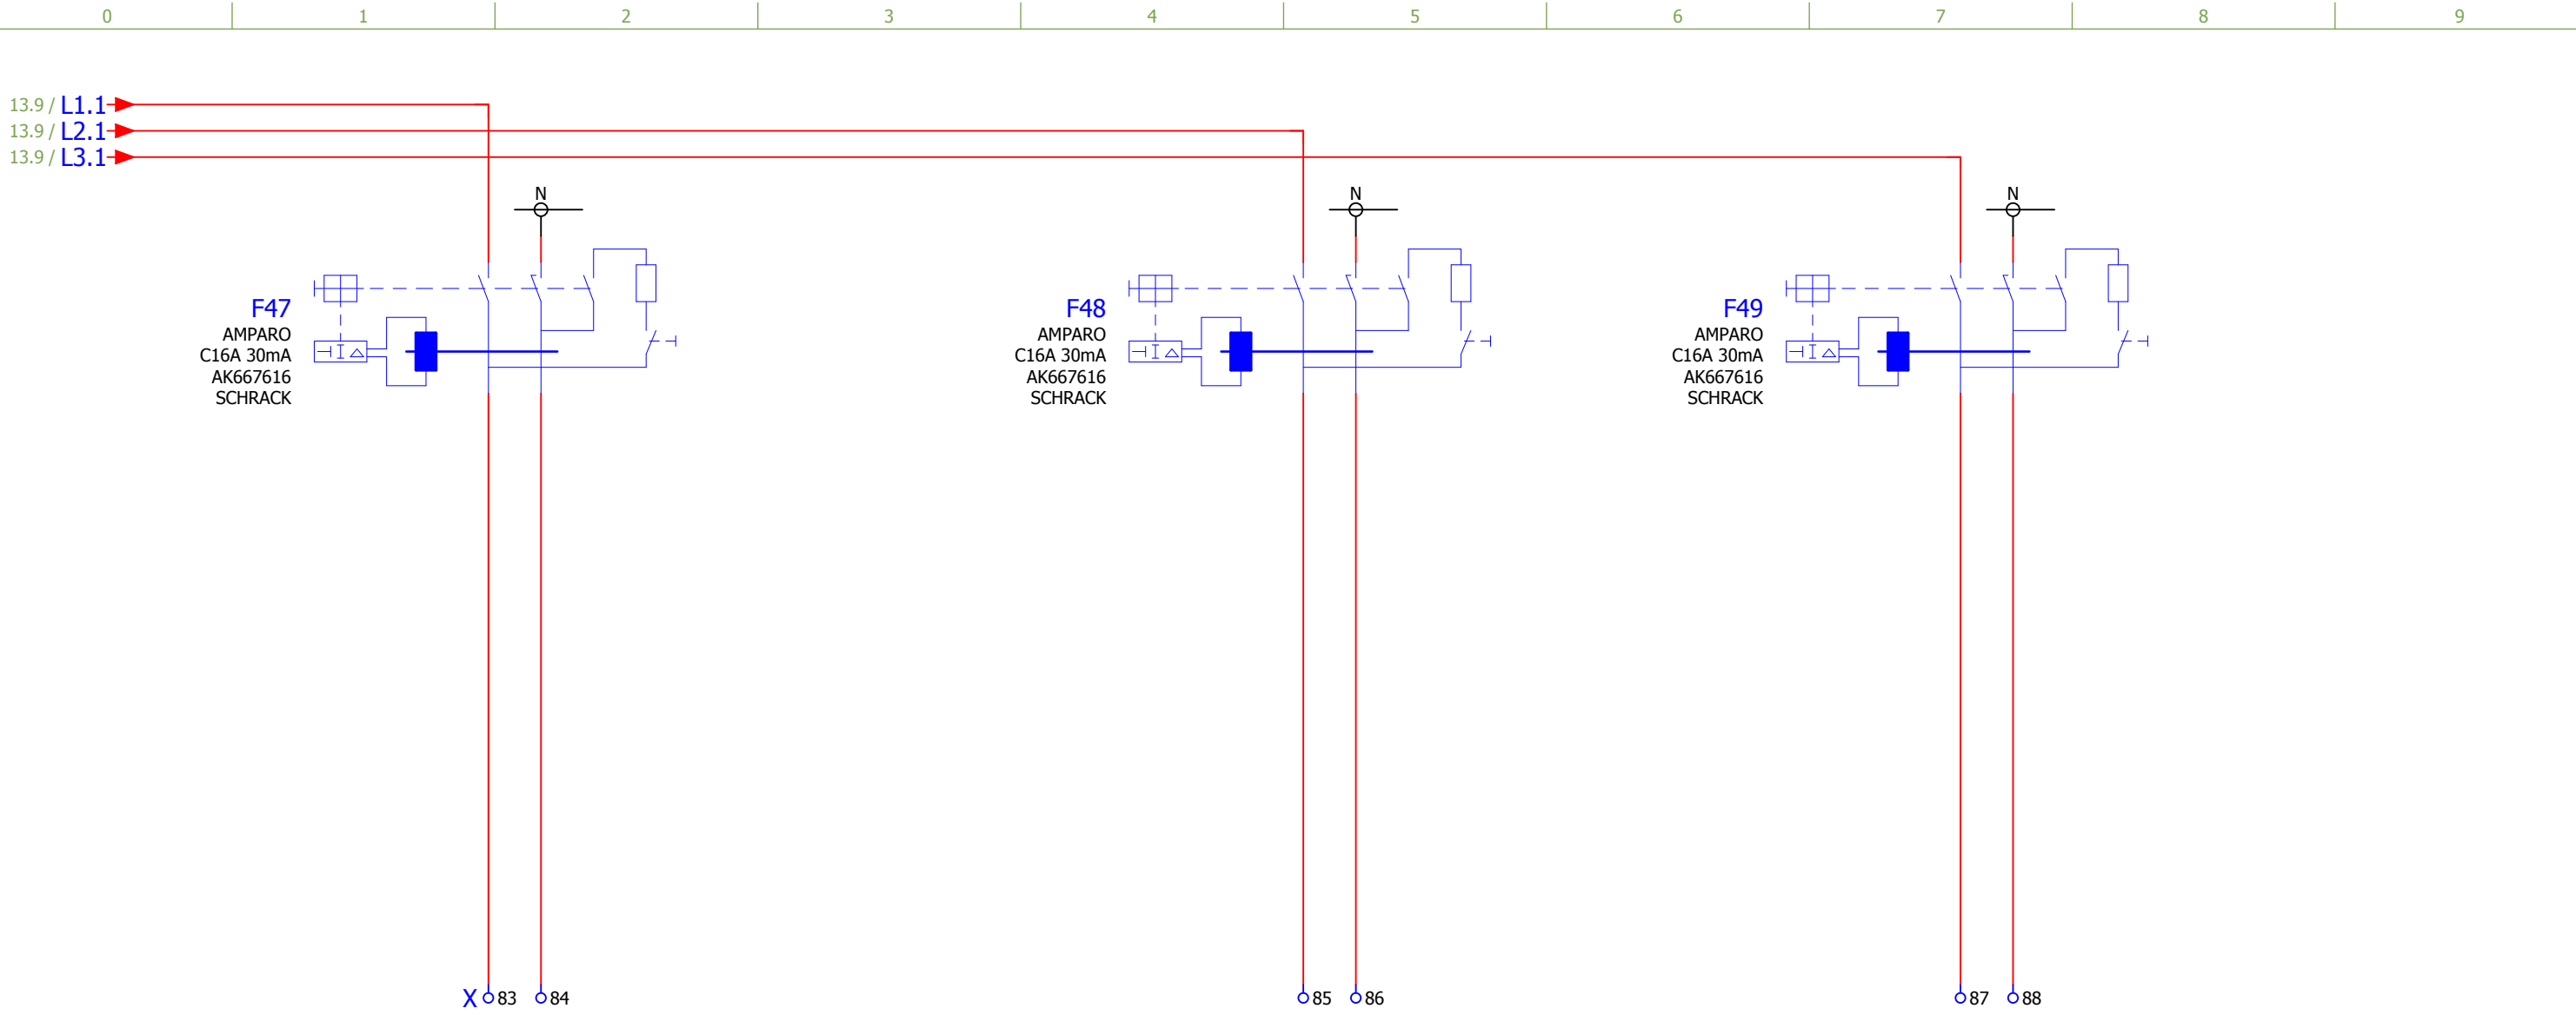 0 1 2 3 4 5 6 7 8 9
13.9 / L1.1
13.9 / L2.1
13.9 / L3.1
N N N
F47
AMPARO
C16A 30mA
AK667616
SCHRACK
F48
AMPARO
C16A 30mA
AK667616
SCHRACK
F49
AMPARO
C16A 30mA
AK667616
SCHRACK
X 83 84 85 86 87 88